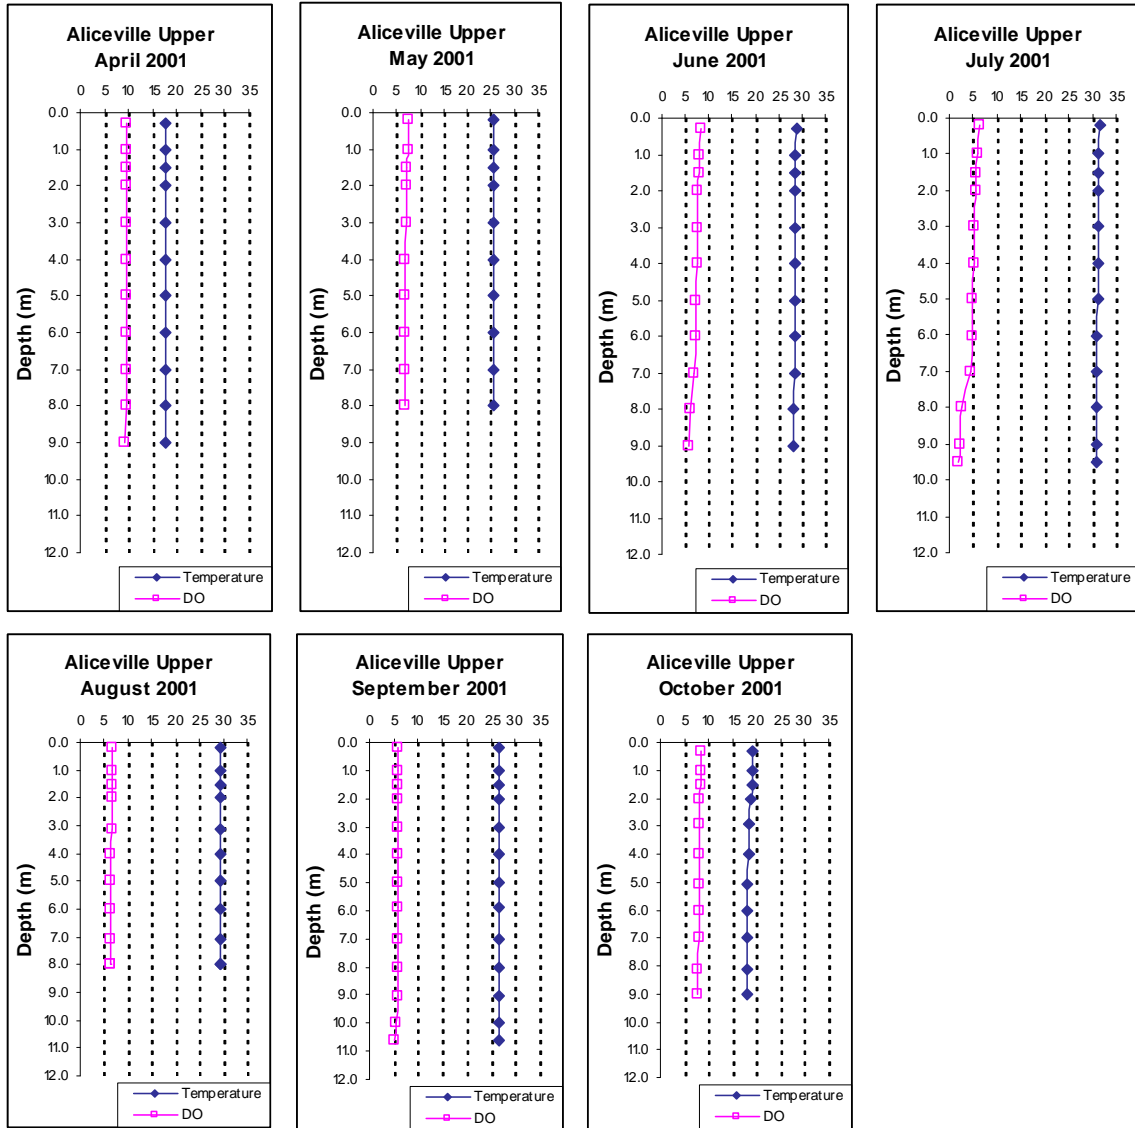 Aliceville Upper
April 2001
0 5 10 15 20 25 30 35
0.0
1.0
2.0
3.0
4.0
5.0
6.0
7.0
8.0
9.0
10.0
11.0
12.0
Depth (m)
Temperature
DO
Aliceville Upper
May 2001
0 5 10 15 20 25 30 35
0.0
1.0
2.0
3.0
4.0
5.0
6.0
7.0
8.0
9.0
10.0
11.0
12.0
Depth (m)
Temperature
DO
Aliceville Upper
June 2001
0 5 10 15 20 25 30 35
0.0
1.0
2.0
3.0
4.0
5.0
6.0
7.0
8.0
9.0
10.0
11.0
12.0
Depth (m)
Temperature
DO
Aliceville Upper
July 2001
0 5 10 15 20 25 30 35
0.0
1.0
2.0
3.0
4.0
5.0
6.0
7.0
8.0
9.0
10.0
11.0
12.0
Depth (m)
Temperature
DO
Aliceville Upper
August 2001
0 5 10 15 20 25 30 35
0.0
1.0
2.0
3.0
4.0
5.0
6.0
7.0
8.0
9.0
10.0
11.0
12.0
Depth (m)
Temperature
DO
Aliceville Upper
September 2001
0 5 10 15 20 25 30 35
0.0
1.0
2.0
3.0
4.0
5.0
6.0
7.0
8.0
9.0
10.0
11.0
12.0
Depth (m)
Temperature
DO
Aliceville Upper
October 2001
0 5 10 15 20 25 30 35
0.0
1.0
2.0
3.0
4.0
5.0
6.0
7.0
8.0
9.0
10.0
11.0
12.0
Depth (m)
Temperature
DO